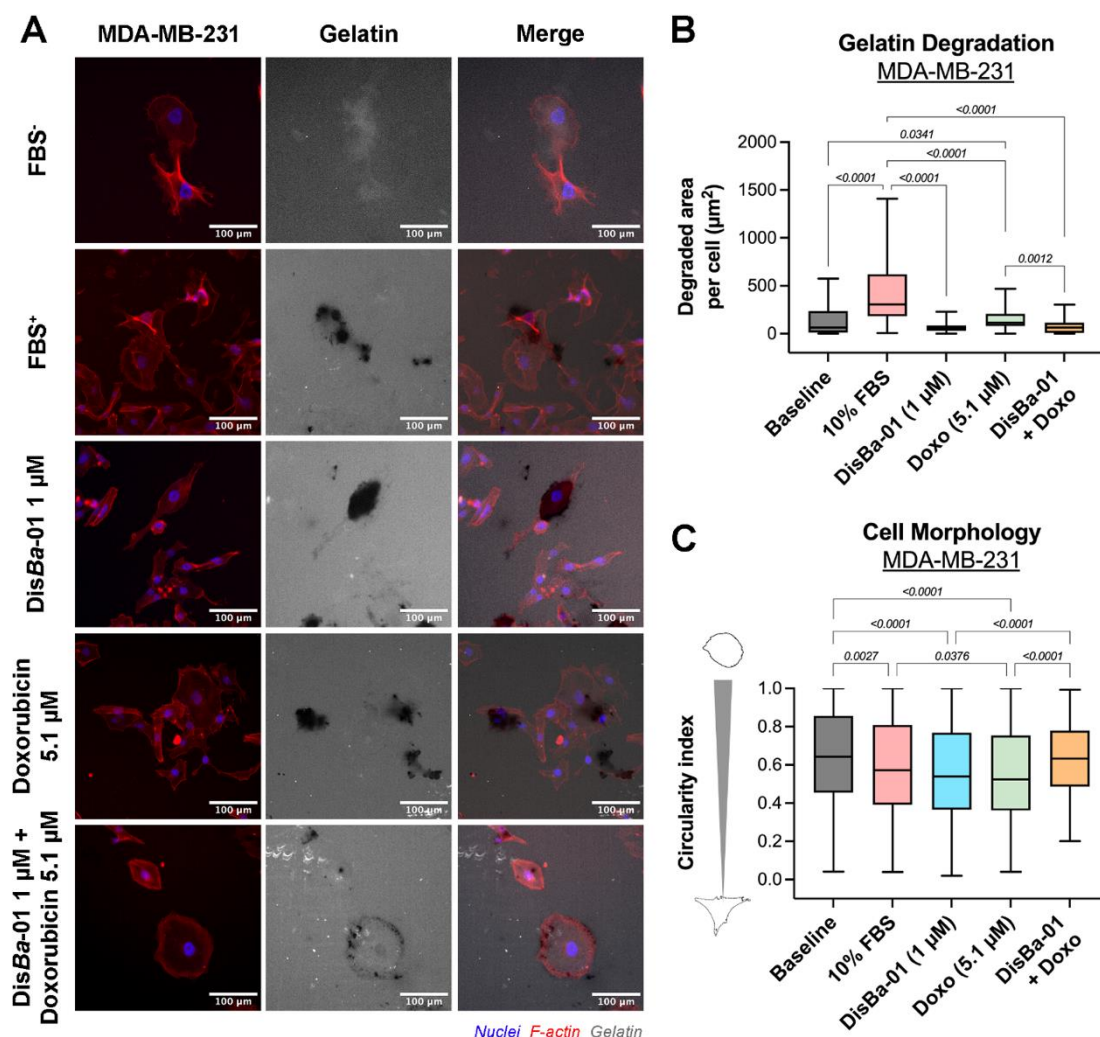 A
MDA-MB-231
Gelatin
Merge
FBS-
100 µm
100 µm
100 µm
FBS+
100 µm
100 µm
100 µm
DisBa-01 1 µM
100 µm
100 µm
100 µm
Doxorubicin
5.1 µM
100 µm
100 µm
100 µm
DisBa-01 1 µM +
Doxorubicin 5.1 µM
100 µm
100 µm
100 µm
Nuclei F-actin Gelatin
B
Gelatin Degradation
MDA-MB-231
<0.0001
0.0341
<0.0001
<0.0001
<0.0001
0.0012
Degraded area
per cell (µm²)
2000
1500
1000
500
0
Baseline
10% FBS
DisBa-01 (1 µM)
Doxo (5.1 µM)
DisBa-01
+ Doxo
C
Cell Morphology
MDA-MB-231
<0.0001
<0.0001
<0.0001
0.0027
0.0376
<0.0001
Circularity index
1.0
0.8
0.6
0.4
0.2
0.0
Baseline
10% FBS
DisBa-01 (1 µM)
Doxo (5.1 µM)
DisBa-01
+ Doxo